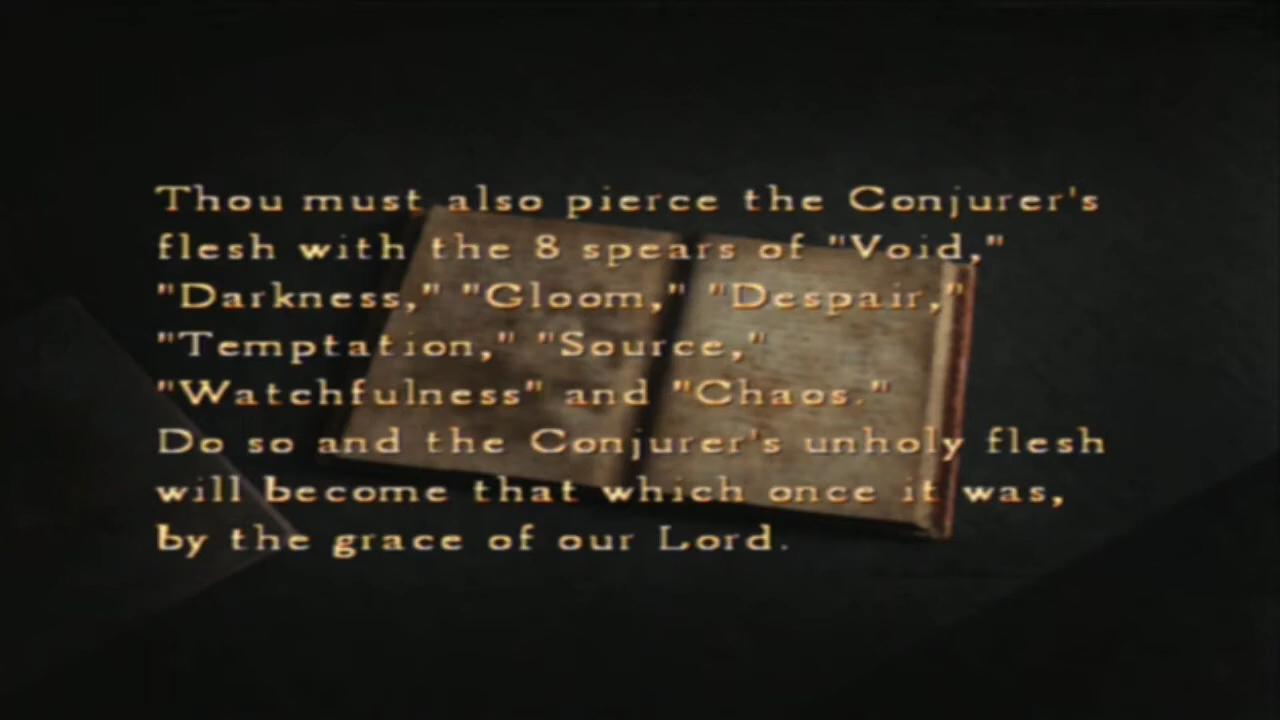 Thou must also pierce the Conjurer's
flesh with the 8 spears of "Void,"
"Darkness," "Gloom," "Despair,"
"Temptation," "Source,"
"Watchfulness" and "Chaos."
Do so and the Conjurer's unholy flesh
will become that which once it was,
by the grace of our Lord.